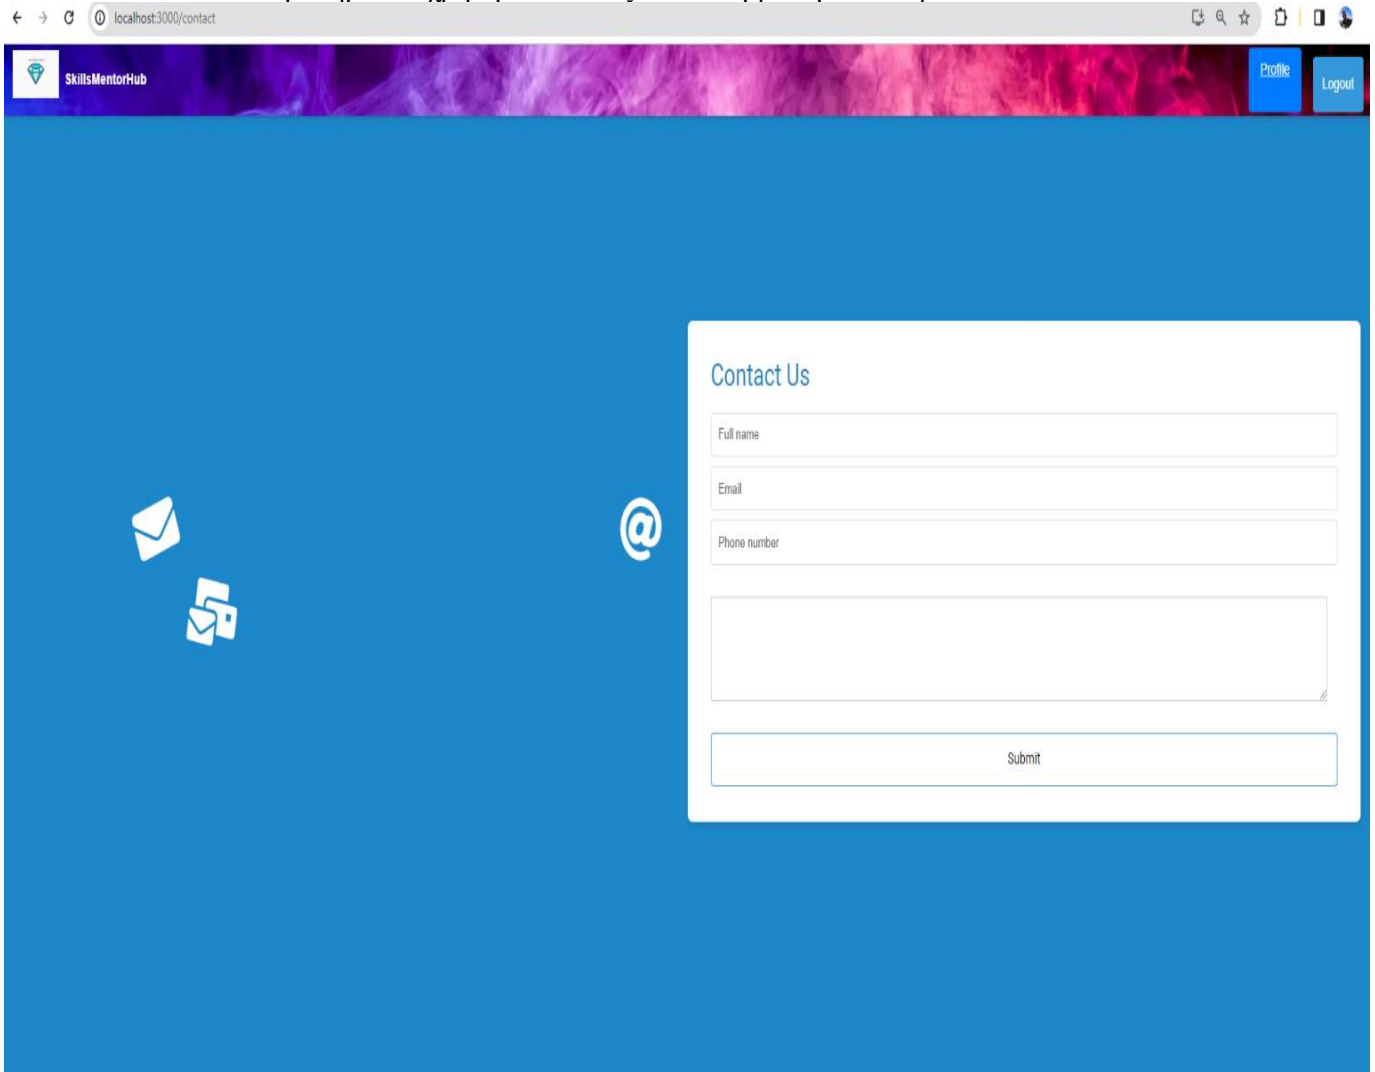 localhost:3000/contact
SkillsMentorHub
Profile
Logout
Contact Us
Full name
Email
@
Phone number
Submit